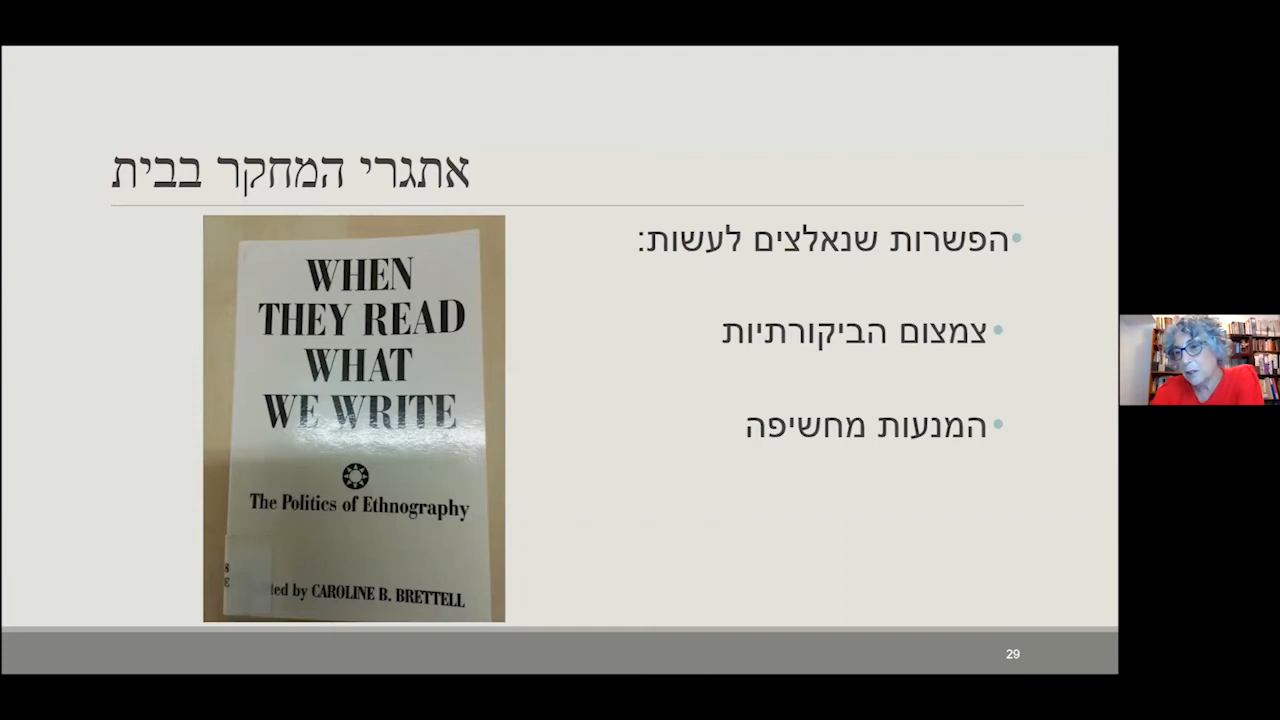 אתגרי המחקר בבית
•הפשרות שנאלצים לעשות:
•צמצום הביקורתיות
•המנעות מחשיפה
WHEN
THEY READ
WHAT
WE WRITE
The Politics of Ethnography
by CAROLINE B. BRETTELL
29